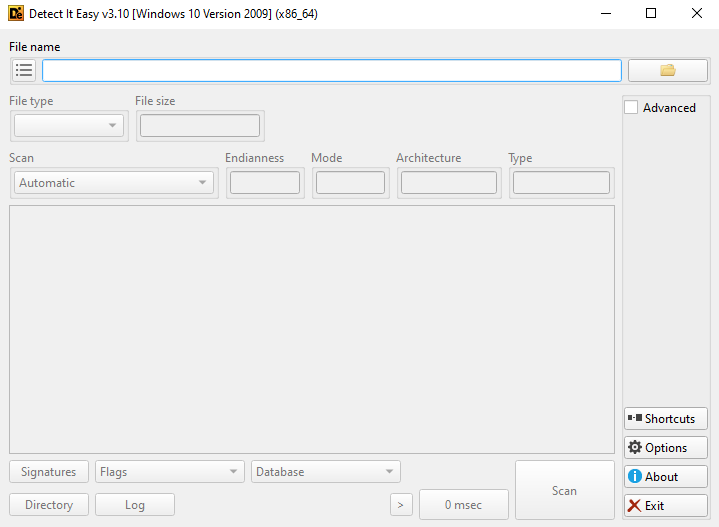 Detect It Easy v3.10 [Windows 10 Version 2009] (x86_64)
File name
File type File size
Advanced
Scan Endianness Mode Architecture Type
Automatic
Shortcuts
Options
Signatures Flags Database
About
Scan
Directory Log > 0 msec
Exit